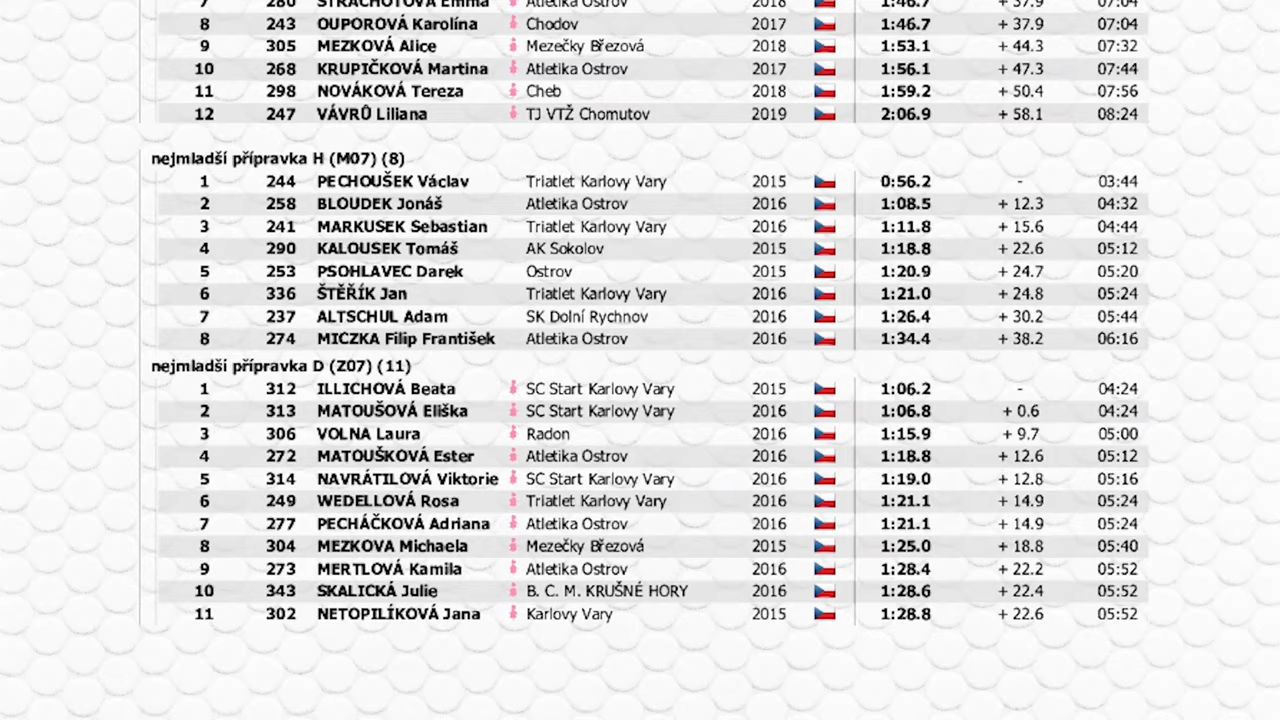 7 280 STRACHOTOVÁ Emma Atletika Ostrov 2018 1:46.7 + 37.9 07:04
8 243 OUPOROVÁ Karolína Chodov 2017 1:46.7 + 37.9 07:04
9 305 MEZKOVÁ Alice Mezečky Březová 2018 1:53.1 + 44.3 07:32
10 268 KRUPIČKOVÁ Martina Atletika Ostrov 2017 1:56.1 + 47.3 07:44
11 298 NOVÁKOVÁ Tereza Cheb 2018 1:59.2 + 50.4 07:56
12 247 VÁVRŮ Liliana TJ VTŽ Chomutov 2019 2:06.9 + 58.1 08:24
nejmladší přípravka H (M07) (8)
1 244 PECHOUŠEK Václav Triatlet Karlovy Vary 2015 0:56.2 - 03:44
2 258 BLOUDEK Jonáš Atletika Ostrov 2016 1:08.5 + 12.3 04:32
3 241 MARKUSEK Sebastian Triatlet Karlovy Vary 2016 1:11.8 + 15.6 04:44
4 290 KALOUSEK Tomáš AK Sokolov 2015 1:18.8 + 22.6 05:12
5 253 PSOHLAVEC Darek Ostrov 2015 1:20.9 + 24.7 05:20
6 336 ŠTĚŘÍK Jan Triatlet Karlovy Vary 2016 1:21.0 + 24.8 05:24
7 237 ALTSCHUL Adam SK Dolní Rychnov 2016 1:26.4 + 30.2 05:44
8 274 MICZKA Filip František Atletika Ostrov 2016 1:34.4 + 38.2 06:16
nejmladší přípravka D (Z07) (11)
1 312 ILLICHOVÁ Beata SC Start Karlovy Vary 2015 1:06.2 - 04:24
2 313 MATOUŠOVÁ Eliška SC Start Karlovy Vary 2016 1:06.8 + 0.6 04:24
3 306 VOLNA Laura Radon 2016 1:15.9 + 9.7 05:00
4 272 MATOUŠKOVÁ Ester Atletika Ostrov 2016 1:18.8 + 12.6 05:12
5 314 NAVRÁTILOVÁ Viktorie SC Start Karlovy Vary 2016 1:19.0 + 12.8 05:16
6 249 WEDELLOVÁ Rosa Triatlet Karlovy Vary 2016 1:21.1 + 14.9 05:24
7 277 PECHÁČKOVÁ Adriana Atletika Ostrov 2016 1:21.1 + 14.9 05:24
8 304 MEZKOVA Michaela Mezečky Březová 2015 1:25.0 + 18.8 05:40
9 273 MERTLOVÁ Kamila Atletika Ostrov 2016 1:28.4 + 22.2 05:52
10 343 SKALICKÁ Julie B. C. M. KRUŠNÉ HORY 2016 1:28.6 + 22.4 05:52
11 302 NETOPILÍKOVÁ Jana Karlovy Vary 2015 1:28.8 + 22.6 05:52